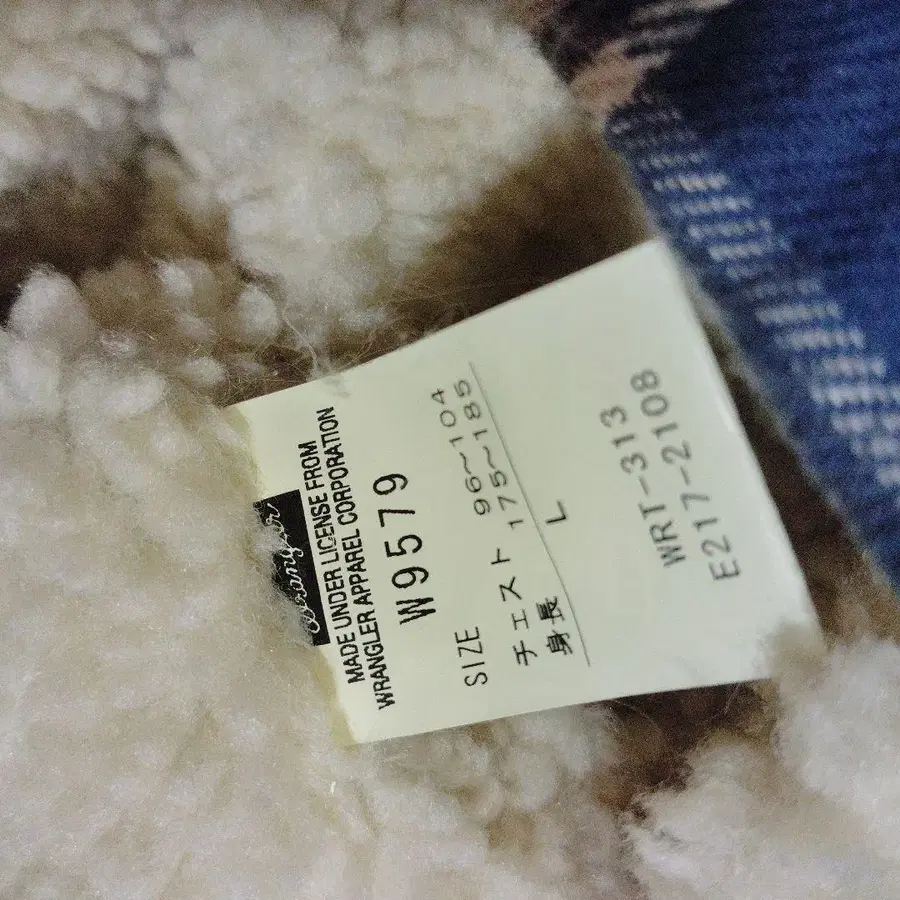 Wrangler
MADE UNDER LICENSE FROM
WRANGLER APPAREL CORPORATION
W9579
SIZE
チェスト 96~104
身長 175~185
L
WRT-313
E217-2108